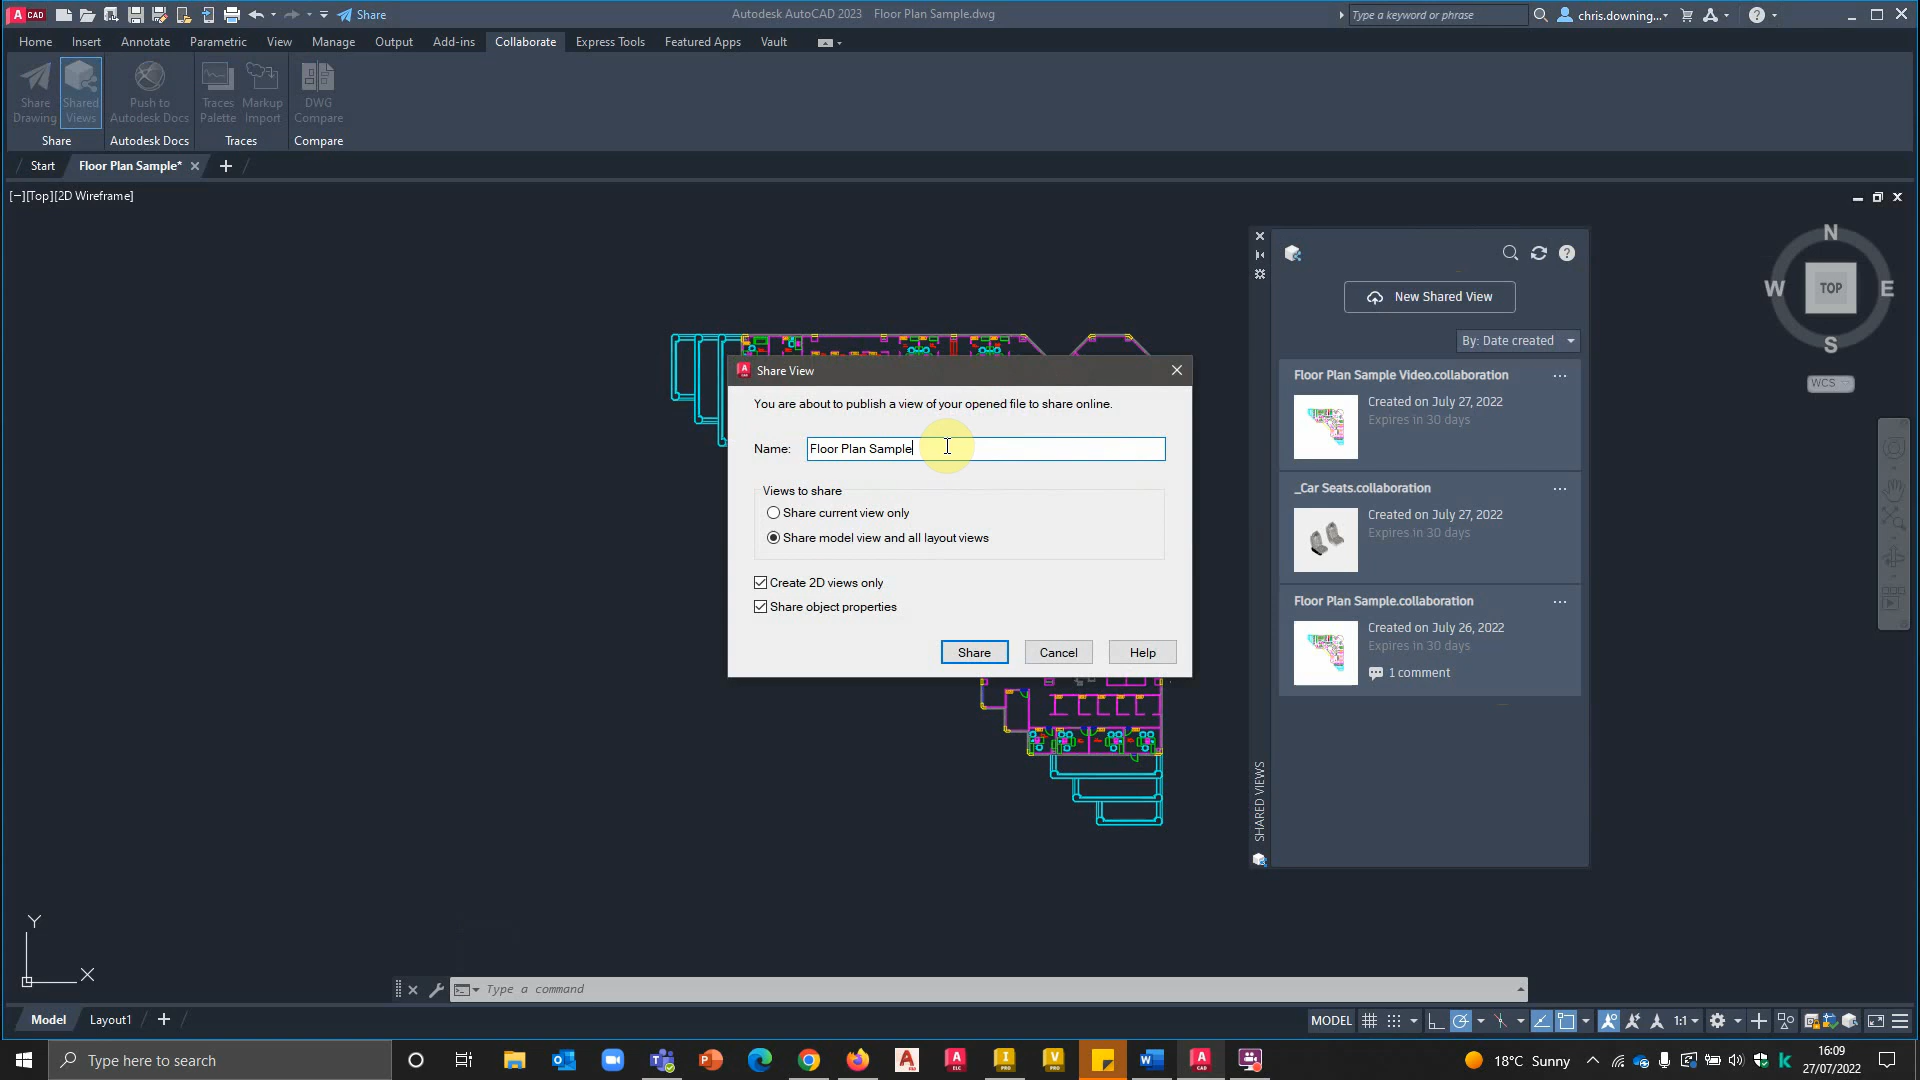 A CAD
Share
Autodesk AutoCAD 2023 Floor Plan Sample.dwg
Type a keyword or phrase
chris.downing...
Home Insert Annotate Parametric View Manage Output Add-ins Collaborate Express Tools Featured Apps Vault
Share Drawing
Shared Views
Push to Autodesk Docs
Traces Palette
Markup Import
DWG Compare
Share
Autodesk Docs
Traces
Compare
Start
Floor Plan Sample*
[−][Top][2D Wireframe]
N
W
TOP
E
S
WCS
New Shared View
By: Date created
Floor Plan Sample Video.collaboration
Created on July 27, 2022
Expires in 30 days
_Car Seats.collaboration
Created on July 27, 2022
Expires in 30 days
Floor Plan Sample.collaboration
Created on July 26, 2022
Expires in 30 days
1 comment
SHARED VIEWS
Share View
You are about to publish a view of your opened file to share online.
Name: Floor Plan Sample
Views to share
Share current view only
Share model view and all layout views
Create 2D views only
Share object properties
Share
Cancel
Help
Y
X
Type a command
Model
Layout1
MODEL
1:1
Type here to search
18°C Sunny
16:09
27/07/2022